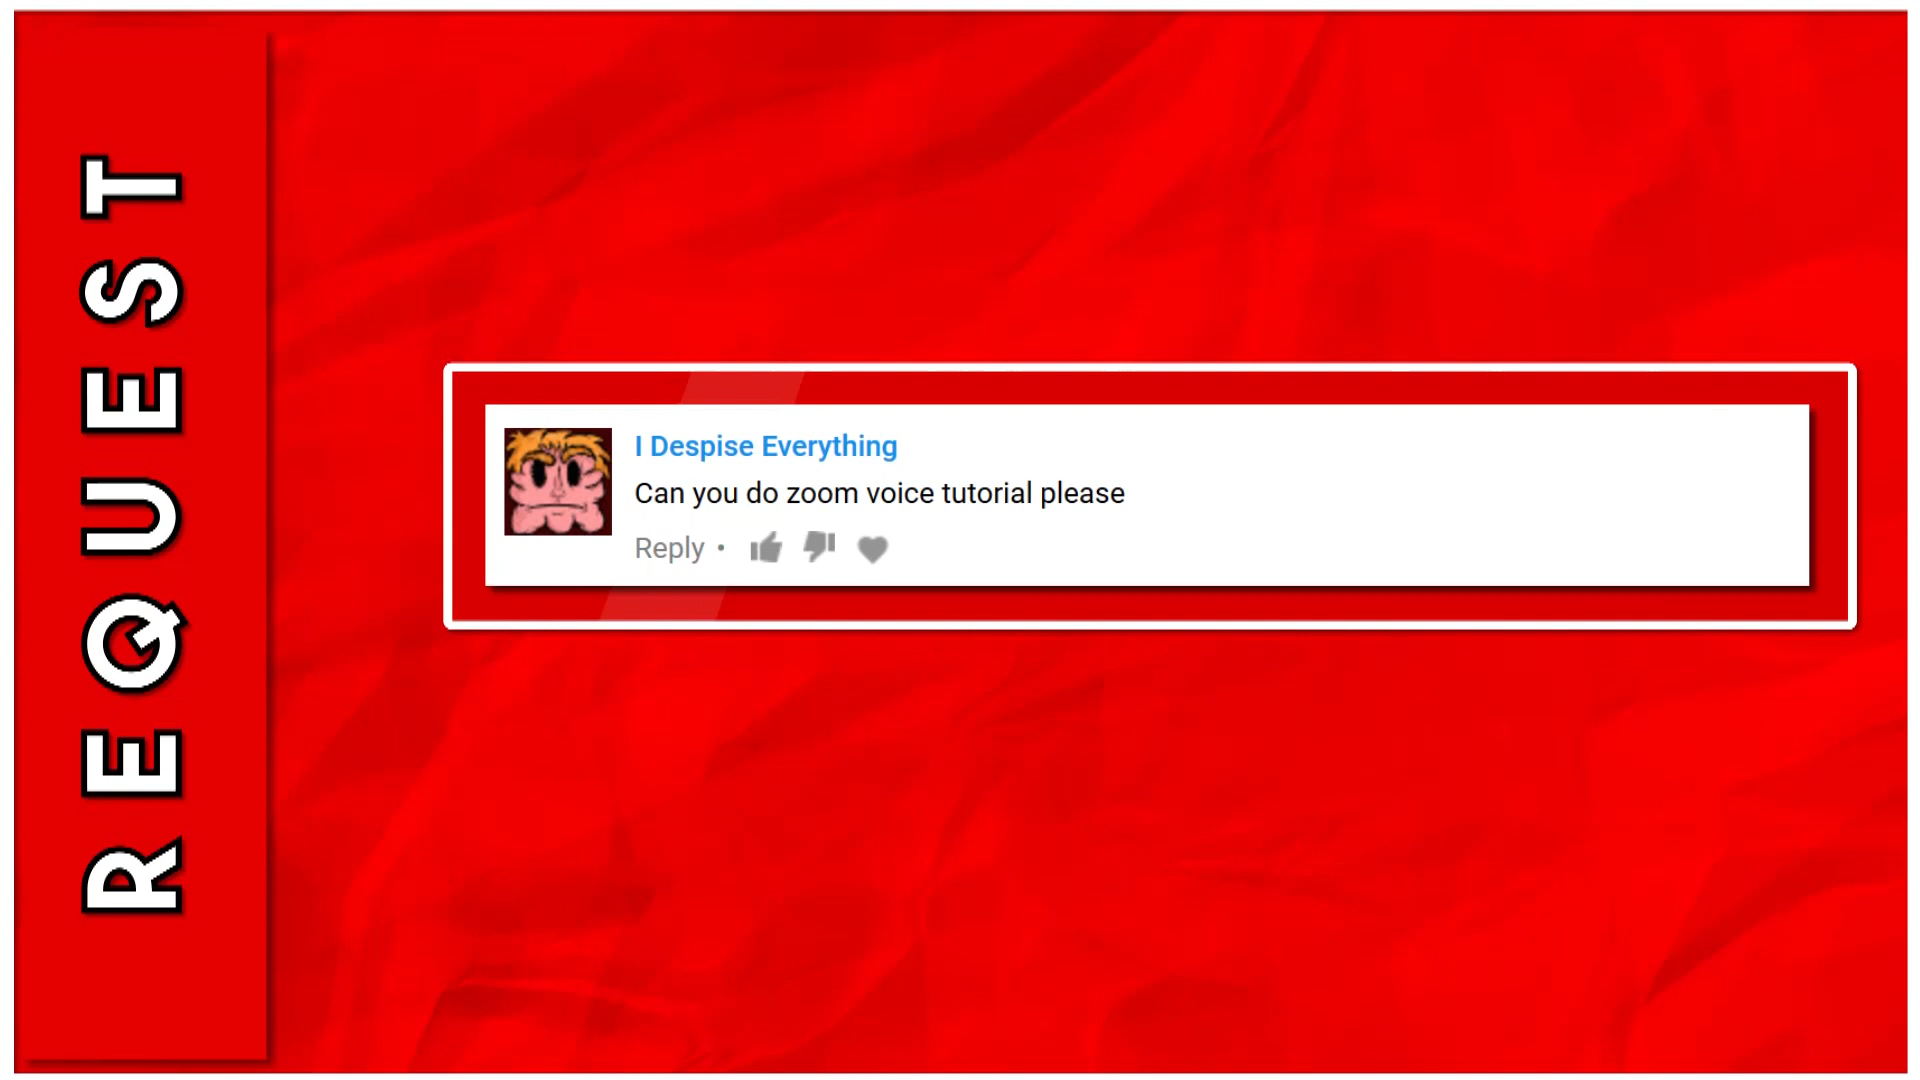 REQUEST
I Despise Everything
Can you do zoom voice tutorial please
Reply •